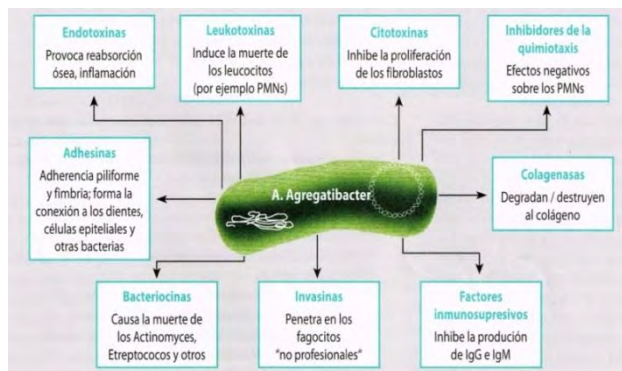 Endotoxinas
Provoca reabsorción
ósea, inflamación
Leukotoxinas
Induce la muerte de
los leucocitos
(por ejemplo PMNs)
Citotoxinas
Inhibe la proliferación
de los fibroblastos
Inhibidores de la
quimiotaxis
Efectos negativos
sobre los PMNs
Adhesinas
Adherencia piliforme
y fimbria; forma la
conexión a los dientes,
células epiteliales y
otras bacterias
A. Agregatibacter
Colagenasas
Degradan / destruyen
al colágeno
Bacteriocinas
Causa la muerte de
los Actinomyces,
Etreptococos y otros
Invasinas
Penetra en los
fagocitos
"no profesionales"
Factores
inmunosupresivos
Inhibe la produción
de IgG e IgM